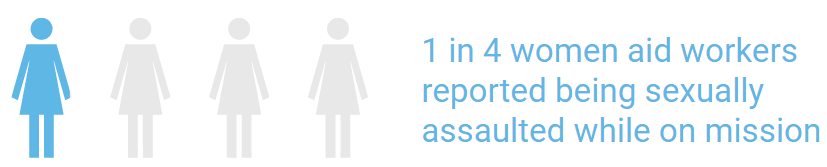 1 in 4 women aid workers
reported being sexually
assaulted while on mission